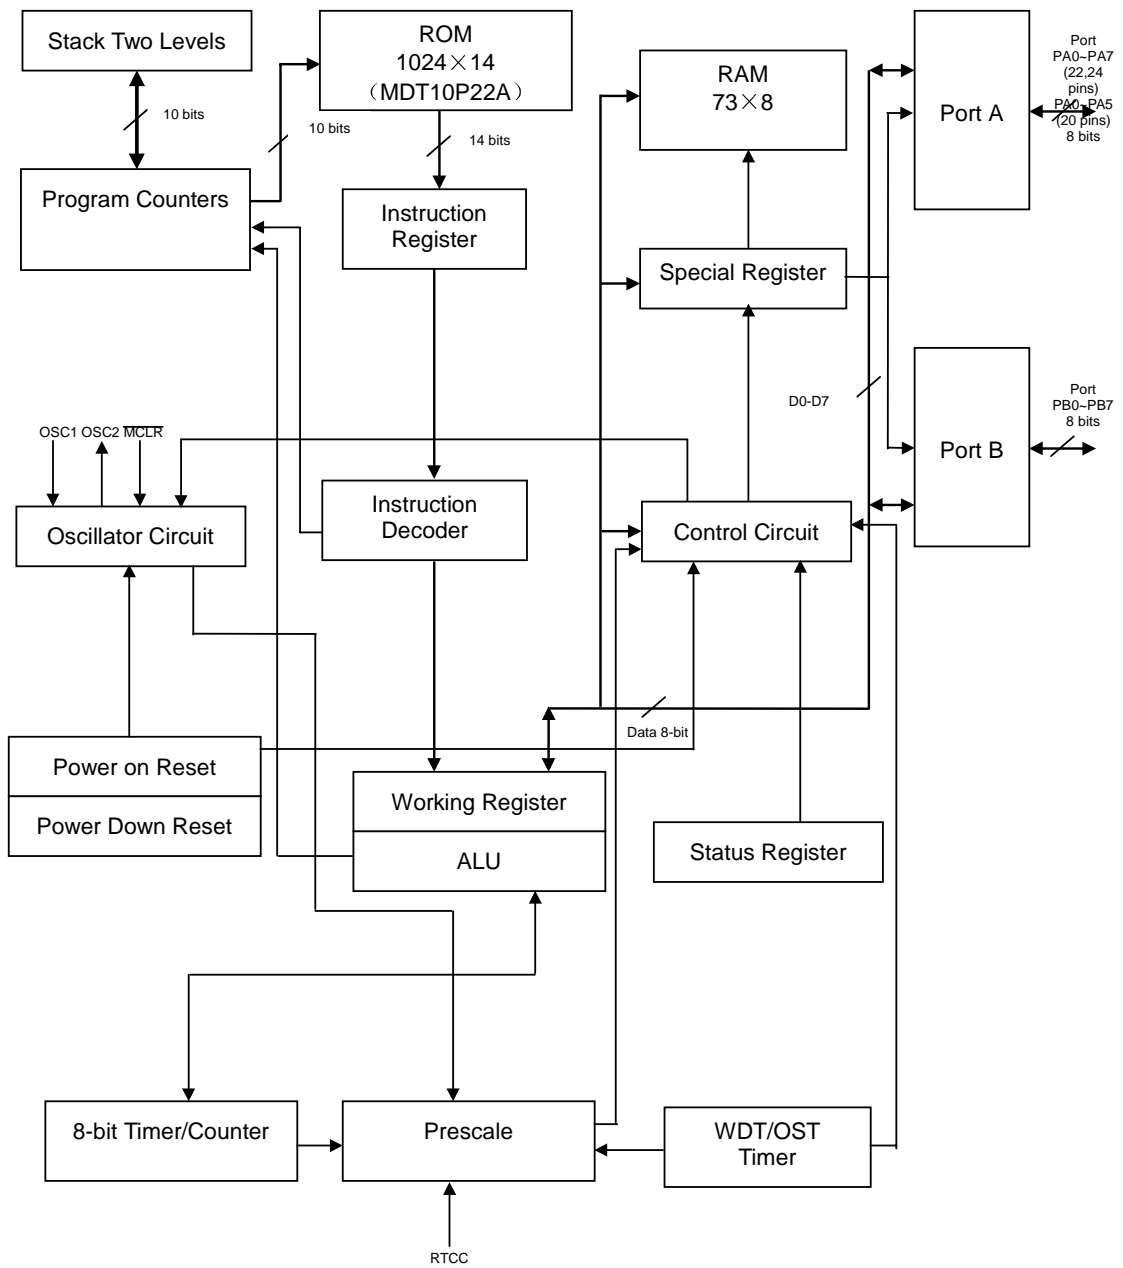 Stack Two Levels
ROM
1024×14
（MDT10P22A）
RAM
73×8
Port A
Port
PA0~PA7
(22,24
pins)
PA0~PA5
(20 pins)
8 bits
10 bits
10 bits
14 bits
Program Counters
Instruction
Register
Special Register
D0-D7
Port B
Port
PB0~PB7
8 bits
OSC1 OSC2 MCLR
Oscillator Circuit
Instruction
Decoder
Control Circuit
Data 8-bit
Power on Reset
Power Down Reset
Working Register
ALU
Status Register
8-bit Timer/Counter
Prescale
WDT/OST
Timer
RTCC